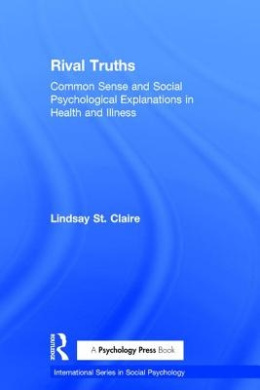 Rival Truths
Common Sense and Social
Psychological Explanations in
Health and Illness
Lindsay St. Claire
A Psychology Press Book
ROUTLEDGE
International Series in Social Psychology